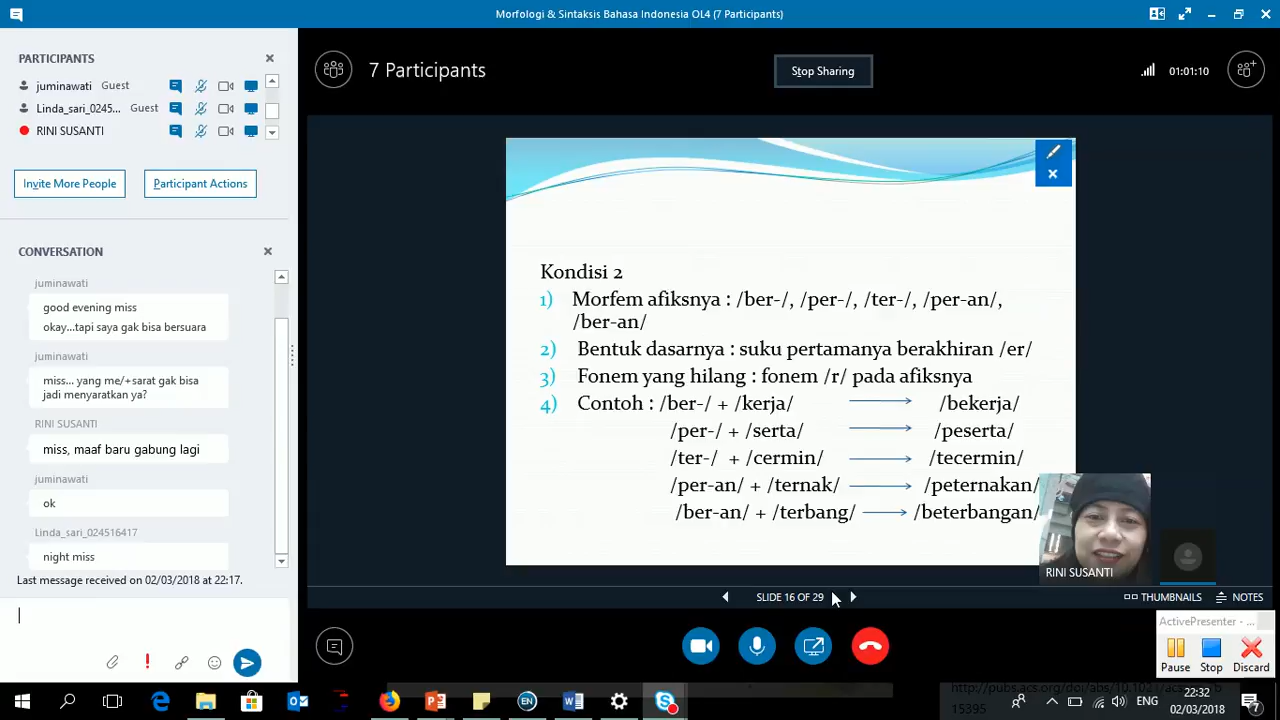 Morfologi & Sintaksis Bahasa Indonesia OL4 (7 Participants)
PARTICIPANTS
juminawati Guest
Linda_sari_0245... Guest
RINI SUSANTI
Invite More People
Participant Actions
CONVERSATION
juminawati
good evening miss
okay...tapi saya gak bisa bersuara
juminawati
miss... yang me/+sarat gak bisa
jadi menyaratkan ya?
RINI SUSANTI
miss, maaf baru gabung lagi
juminawati
ok
Linda_sari_024516417
night miss
Last message received on 02/03/2018 at 22:17.
7 Participants
Stop Sharing
01:01:10
Kondisi 2
1) Morfem afiksnya : /ber-/, /per-/, /ter-/, /per-an/,
/ber-an/
2) Bentuk dasarnya : suku pertamanya berakhiran /er/
3) Fonem yang hilang : fonem /r/ pada afiksnya
4) Contoh : /ber-/ + /kerja/ /bekerja/
/per-/ + /serta/ /peserta/
/ter-/ + /cermin/ /tecermin/
/per-an/ + /ternak/ /peternakan/
/ber-an/ + /terbang/ /beterbangan/
RINI SUSANTI
SLIDE 16 OF 29
THUMBNAILS
NOTES
ActivePresenter - ...
Pause Stop Discard
ENG
22:32
02/03/2018
7